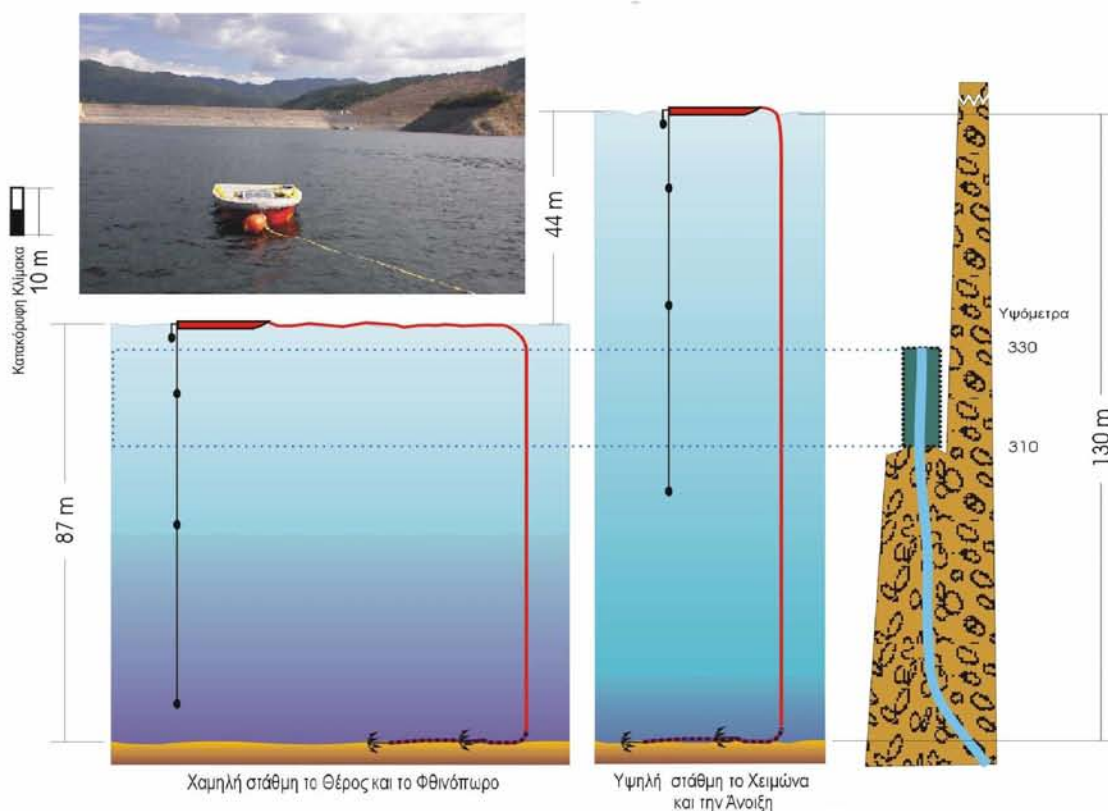 Κατακόρυφη Κλίμακα
10 m
44 m
87 m
Υψόμετρα
330
310
130 m
Χαμηλή στάθμη το Θέρος και το Φθινόπωρο
Υψηλή στάθμη το Χειμώνα
και την Άνοιξη